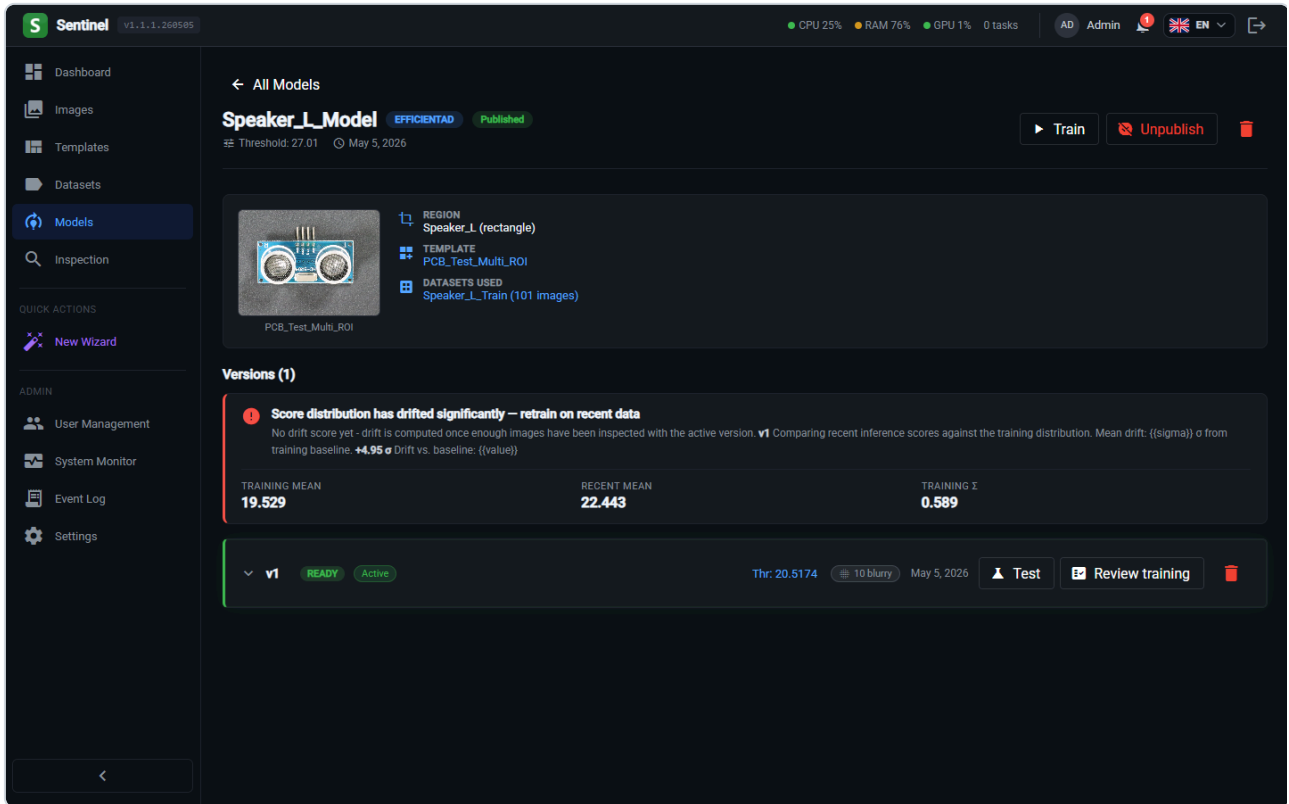 S Sentinel v1.1.1.260505
CPU 25% RAM 76% GPU 1% 0 tasks AD Admin 1 EN
Dashboard
Images
Templates
Datasets
Models
Inspection
QUICK ACTIONS
New Wizard
ADMIN
User Management
System Monitor
Event Log
Settings
All Models
Speaker_L_Model EFFICIENTAD Published
Threshold: 27.01 May 5, 2026
Train Unpublish
PCB_Test_Multi_ROI
REGION
Speaker_L (rectangle)
TEMPLATE
PCB_Test_Multi_ROI
DATASETS USED
Speaker_L_Train (101 images)
Versions (1)
Score distribution has drifted significantly — retrain on recent data
No drift score yet - drift is computed once enough images have been inspected with the active version. v1 Comparing recent inference scores against the training distribution. Mean drift: {{sigma}} σ from
training baseline. +4.95 σ Drift vs. baseline: {{value}}
TRAINING MEAN
19.529
RECENT MEAN
22.443
TRAINING Σ
0.589
v1 READY Active Thr: 20.5174 10 blurry May 5, 2026 Test Review training